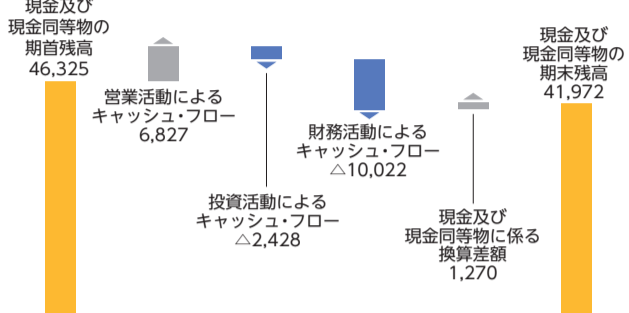 現金及び
現金同等物の
期首残高
46,325
営業活動による
キャッシュ・フロー
6,827
投資活動による
キャッシュ・フロー
△2,428
財務活動による
キャッシュ・フロー
△10,022
現金及び
現金同等物に係る
換算差額
1,270
現金及び
現金同等物の
期末残高
41,972